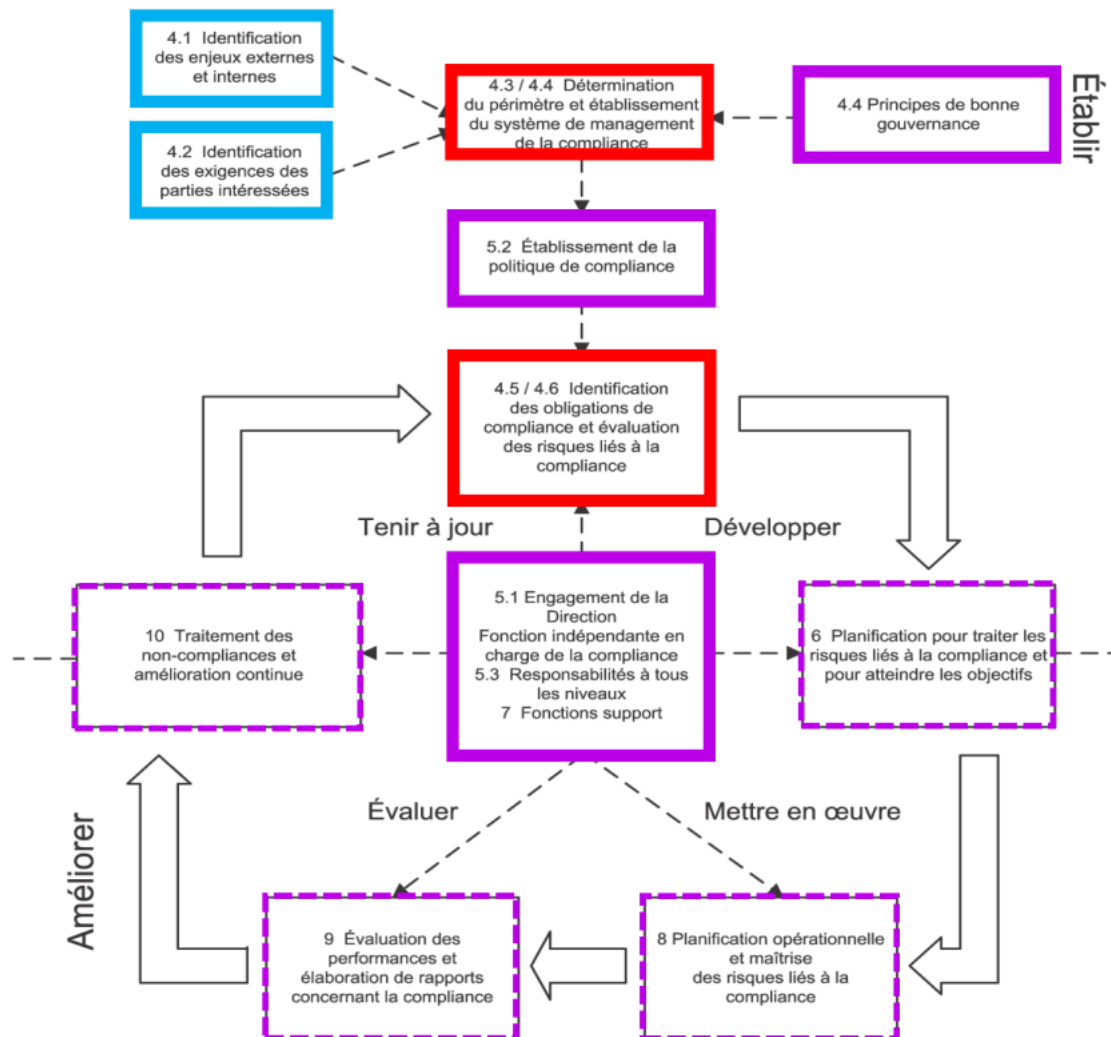 4.1 Identification
des enjeux externes
et internes
4.2 Identification
des exigences des
parties intéressées
4.3 / 4.4 Détermination
du périmètre et établissement
du système de management
de la compliance
4.4 Principes de bonne
gouvernance
Établir
5.2 Établissement de la
politique de compliance
4.5 / 4.6 Identification
des obligations de
compliance et évaluation
des risques liés à la
compliance
Tenir à jour
Développer
10 Traitement des
non-compliances et
amélioration continue
5.1 Engagement de la
Direction
Fonction indépendante en
charge de la compliance
5.3 Responsabilités à tous
les niveaux
7 Fonctions support
6 Planification pour traiter les
risques liés à la compliance et
pour atteindre les objectifs
Évaluer
Mettre en œuvre
Améliorer
9 Évaluation des
performances et
élaboration de rapports
concernant la compliance
8 Planification opérationnelle
et maîtrise
des risques liés à la
compliance